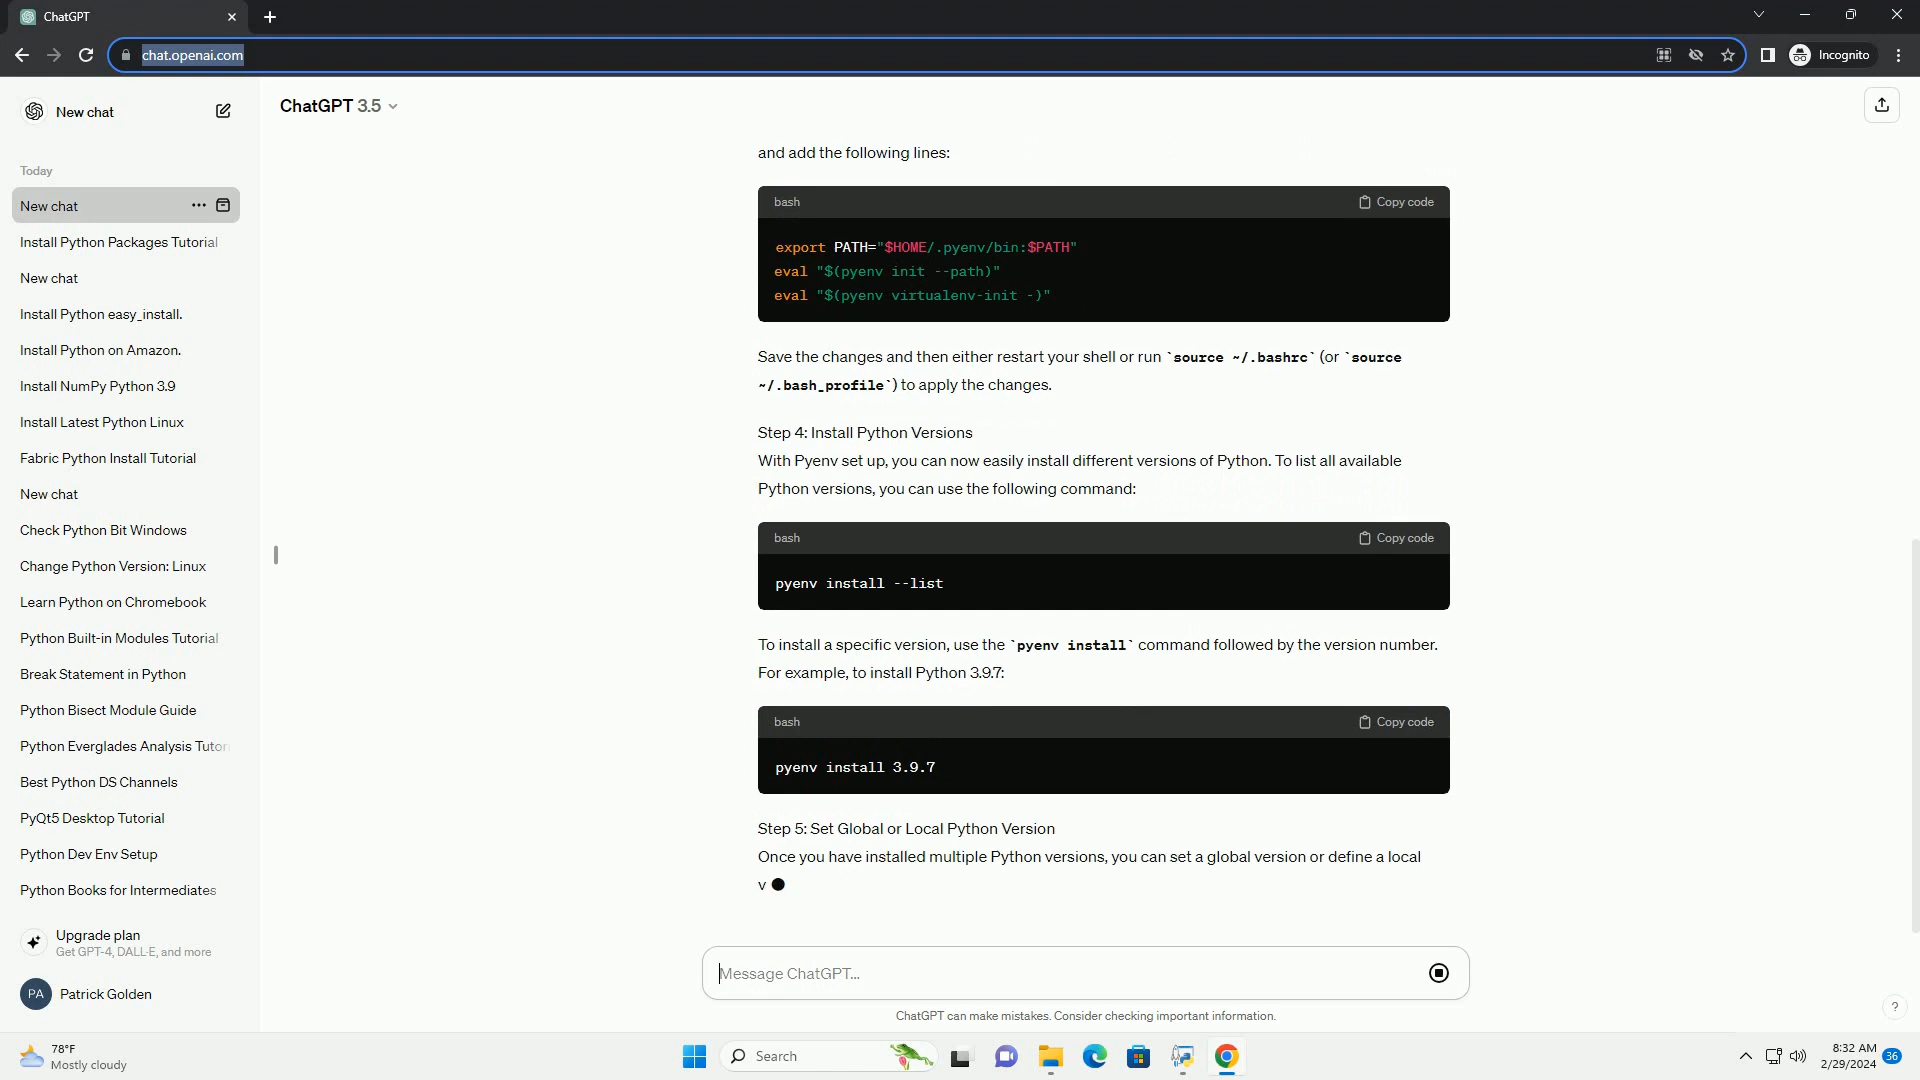 ChatGPT
chat.openai.com
Incognito
New chat
ChatGPT 3.5
Today
New chat
Install Python Packages Tutorial
New chat
Install Python easy_install.
Install Python on Amazon.
Install NumPy Python 3.9
Install Latest Python Linux
Fabric Python Install Tutorial
New chat
Check Python Bit Windows
Change Python Version: Linux
Learn Python on Chromebook
Python Built-in Modules Tutorial
Break Statement in Python
Python Bisect Module Guide
Python Everglades Analysis Tutor
Best Python DS Channels
PyQt5 Desktop Tutorial
Python Dev Env Setup
Python Books for Intermediates
Upgrade plan
Get GPT-4, DALL·E, and more
PA Patrick Golden
and add the following lines:
bash Copy code
export PATH="$HOME/.pyenv/bin:$PATH"
eval "$(pyenv init --path)"
eval "$(pyenv virtualenv-init -)"
Save the changes and then either restart your shell or run `source ~/.bashrc` (or `source
~/.bash_profile`) to apply the changes.
Step 4: Install Python Versions
With Pyenv set up, you can now easily install different versions of Python. To list all available
Python versions, you can use the following command:
bash Copy code
pyenv install --list
To install a specific version, use the `pyenv install` command followed by the version number.
For example, to install Python 3.9.7:
bash Copy code
pyenv install 3.9.7
Step 5: Set Global or Local Python Version
Once you have installed multiple Python versions, you can set a global version or define a local
v
Message ChatGPT...
ChatGPT can make mistakes. Consider checking important information.
?
78°F
Mostly cloudy
Search
8:32 AM
2/29/2024
36